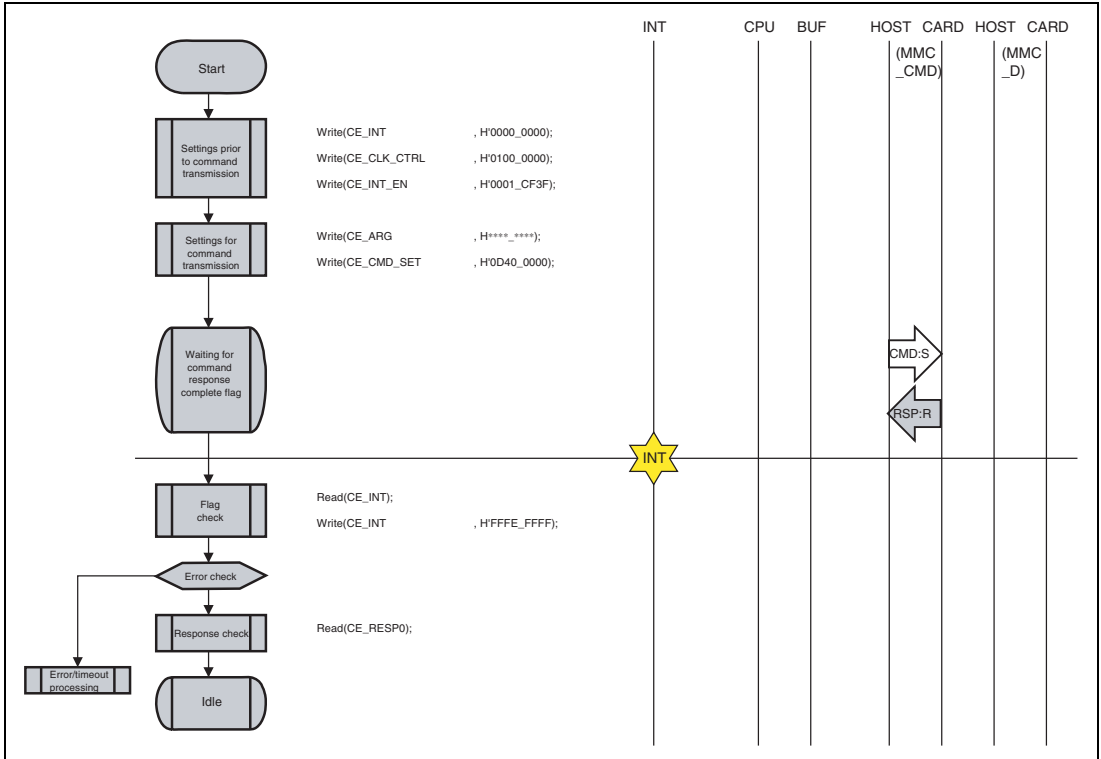 INT CPU BUF HOST CARD HOST CARD
(MMC
_CMD)
(MMC
_D)
Start
Settings prior
to command
transmission
Write(CE_INT , H'0000_0000);
Write(CE_CLK_CTRL , H'0100_0000);
Write(CE_INT_EN , H'0001_CF3F);
Settings for
command
transmission
Write(CE_ARG , H****_****);
Write(CE_CMD_SET , H'0D40_0000);
Waiting for
command
response
complete flag
CMD:S
RSP:R
INT
Flag
check
Read(CE_INT);
Write(CE_INT , H'FFFE_FFFF);
Error check
Response check
Read(CE_RESP0);
Error/timeout
processing
Idle